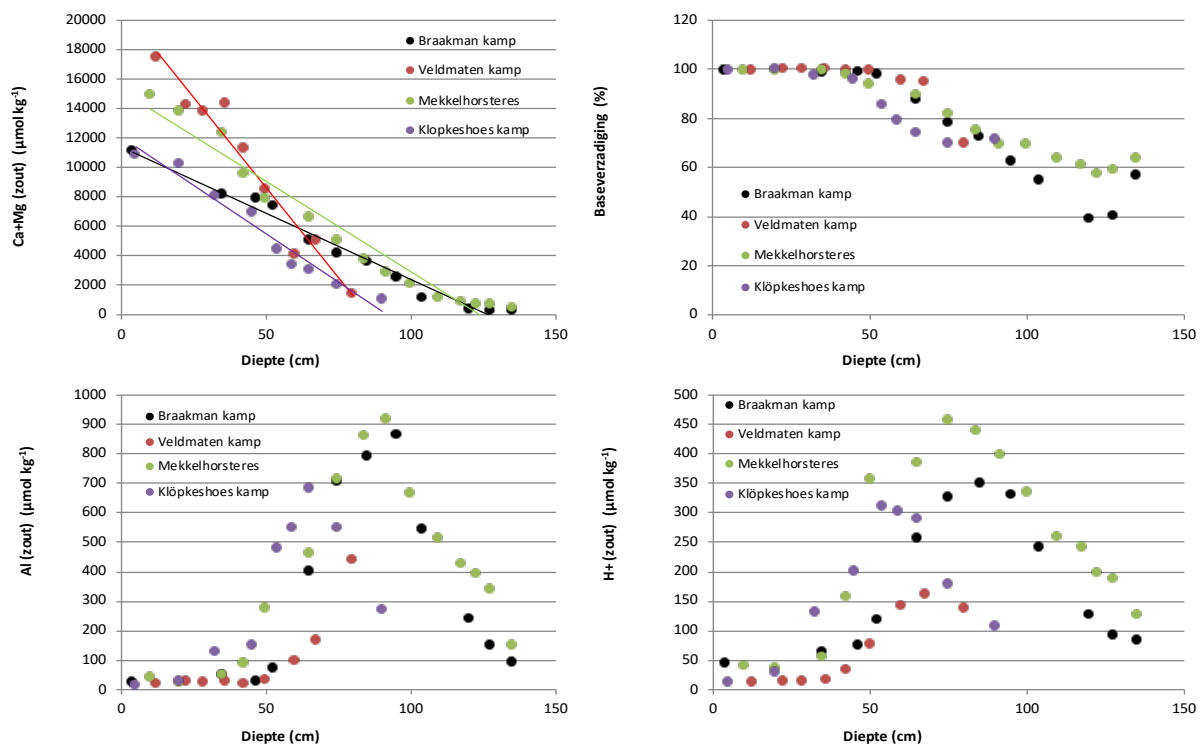 Ca+Mg (zout) (µmol kg⁻¹)
20000
18000
16000
14000
12000
10000
8000
6000
4000
2000
0
Braakman kamp
Veldmaten kamp
Mekkelhorsteres
Klöpkeshoes kamp
0 50 100 150
Diepte (cm)
Baseverzadiging (%)
120
100
80
60
40
20
0
Braakman kamp
Veldmaten kamp
Mekkelhorsteres
Klöpkeshoes kamp
0 50 100 150
Diepte (cm)
Al (zout) (µmol kg⁻¹)
1000
900
800
700
600
500
400
300
200
100
0
Braakman kamp
Veldmaten kamp
Mekkelhorsteres
Klöpkeshoes kamp
0 50 100 150
Diepte (cm)
H+ (zout) (µmol kg⁻¹)
500
450
400
350
300
250
200
150
100
50
0
Braakman kamp
Veldmaten kamp
Mekkelhorsteres
Klöpkeshoes kamp
0 50 100 150
Diepte (cm)